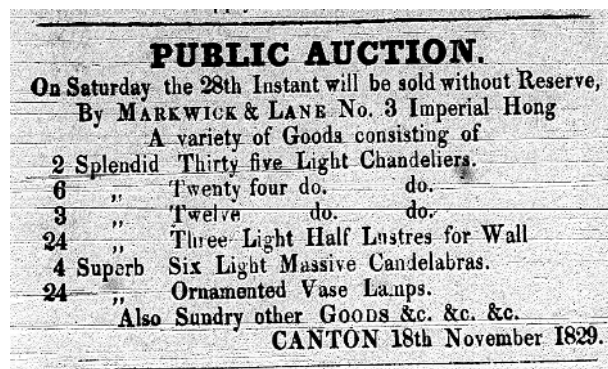 PUBLIC AUCTION.
On Saturday the 28th Instant will be sold without Reserve,
By MARKWICK & LANE No. 3 Imperial Hong
A variety of Goods consisting of
2 Splendid Thirty five Light Chandeliers.
6 „ Twenty four do. do.
3 „ Twelve do. do.
24 „ Three Light Half Lustres for Wall
4 Superb Six Light Massive Candelabras.
24 „ Ornamented Vase Lamps.
Also Sundry other GOODS &c. &c. &c.
CANTON 18th November 1829.